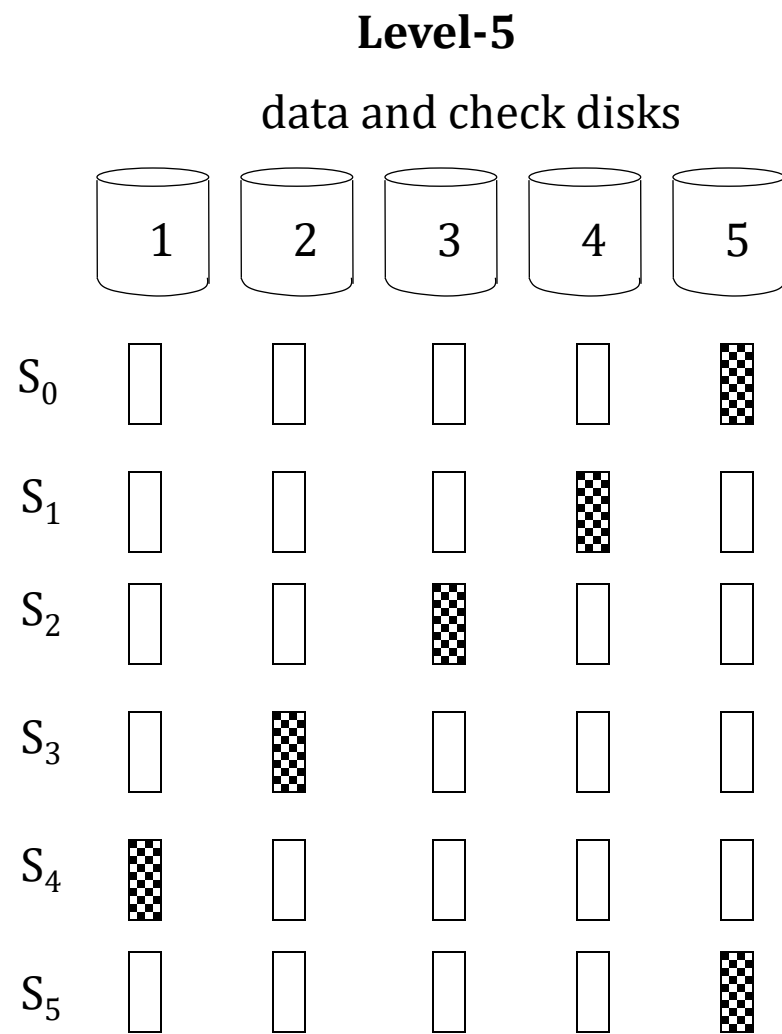 Level-5
data and check disks
1 2 3 4 5
S₀
S₁
S₂
S₃
S₄
S₅